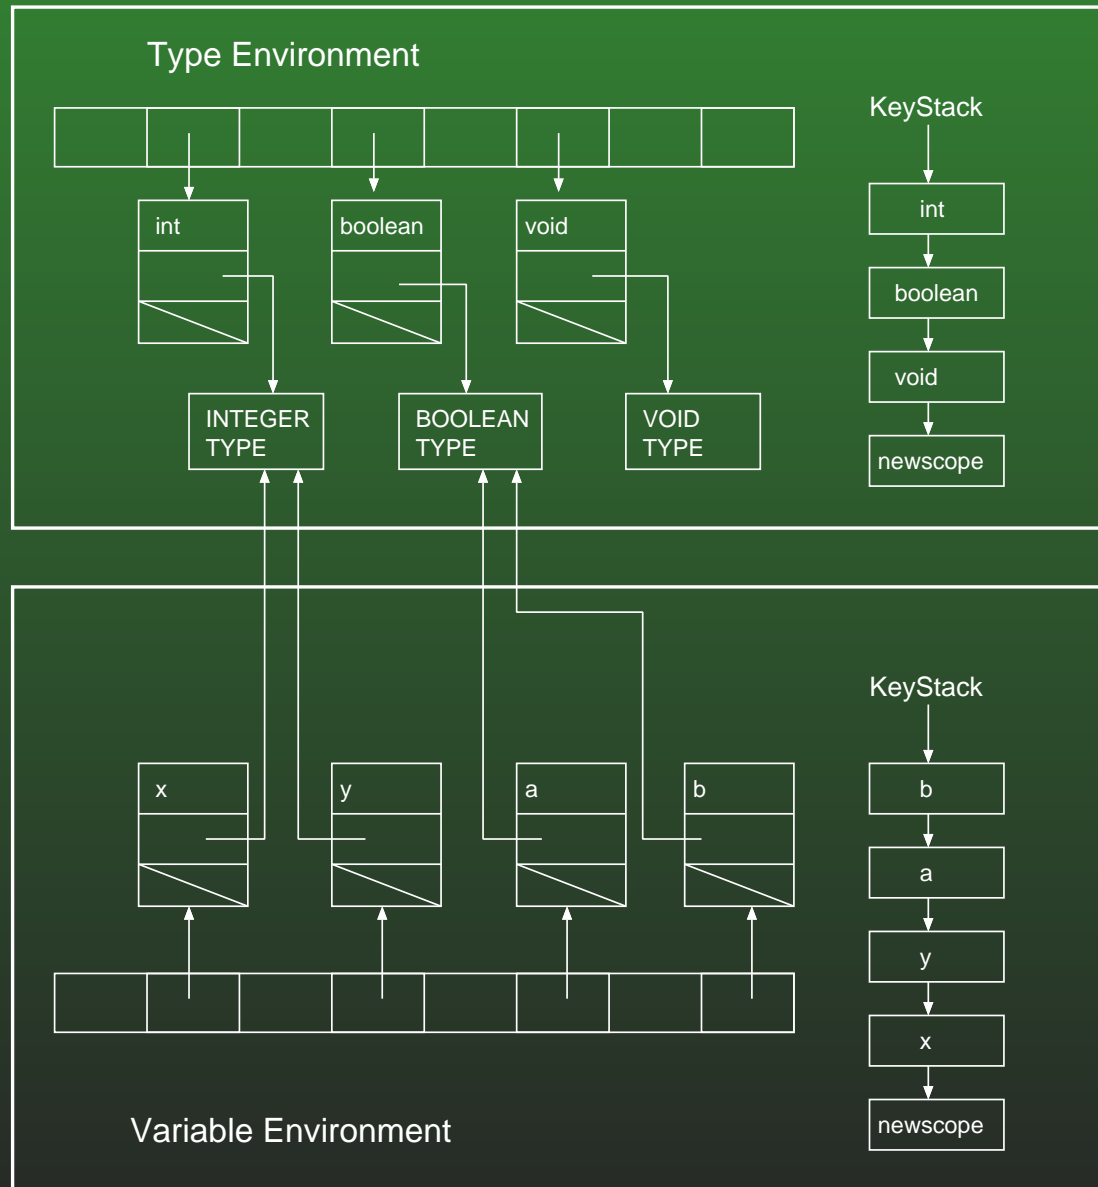 Type Environment
KeyStack
int
boolean
void
int
boolean
void
newscope
INTEGER
TYPE
BOOLEAN
TYPE
VOID
TYPE
KeyStack
x
y
a
b
b
a
y
x
newscope
Variable Environment